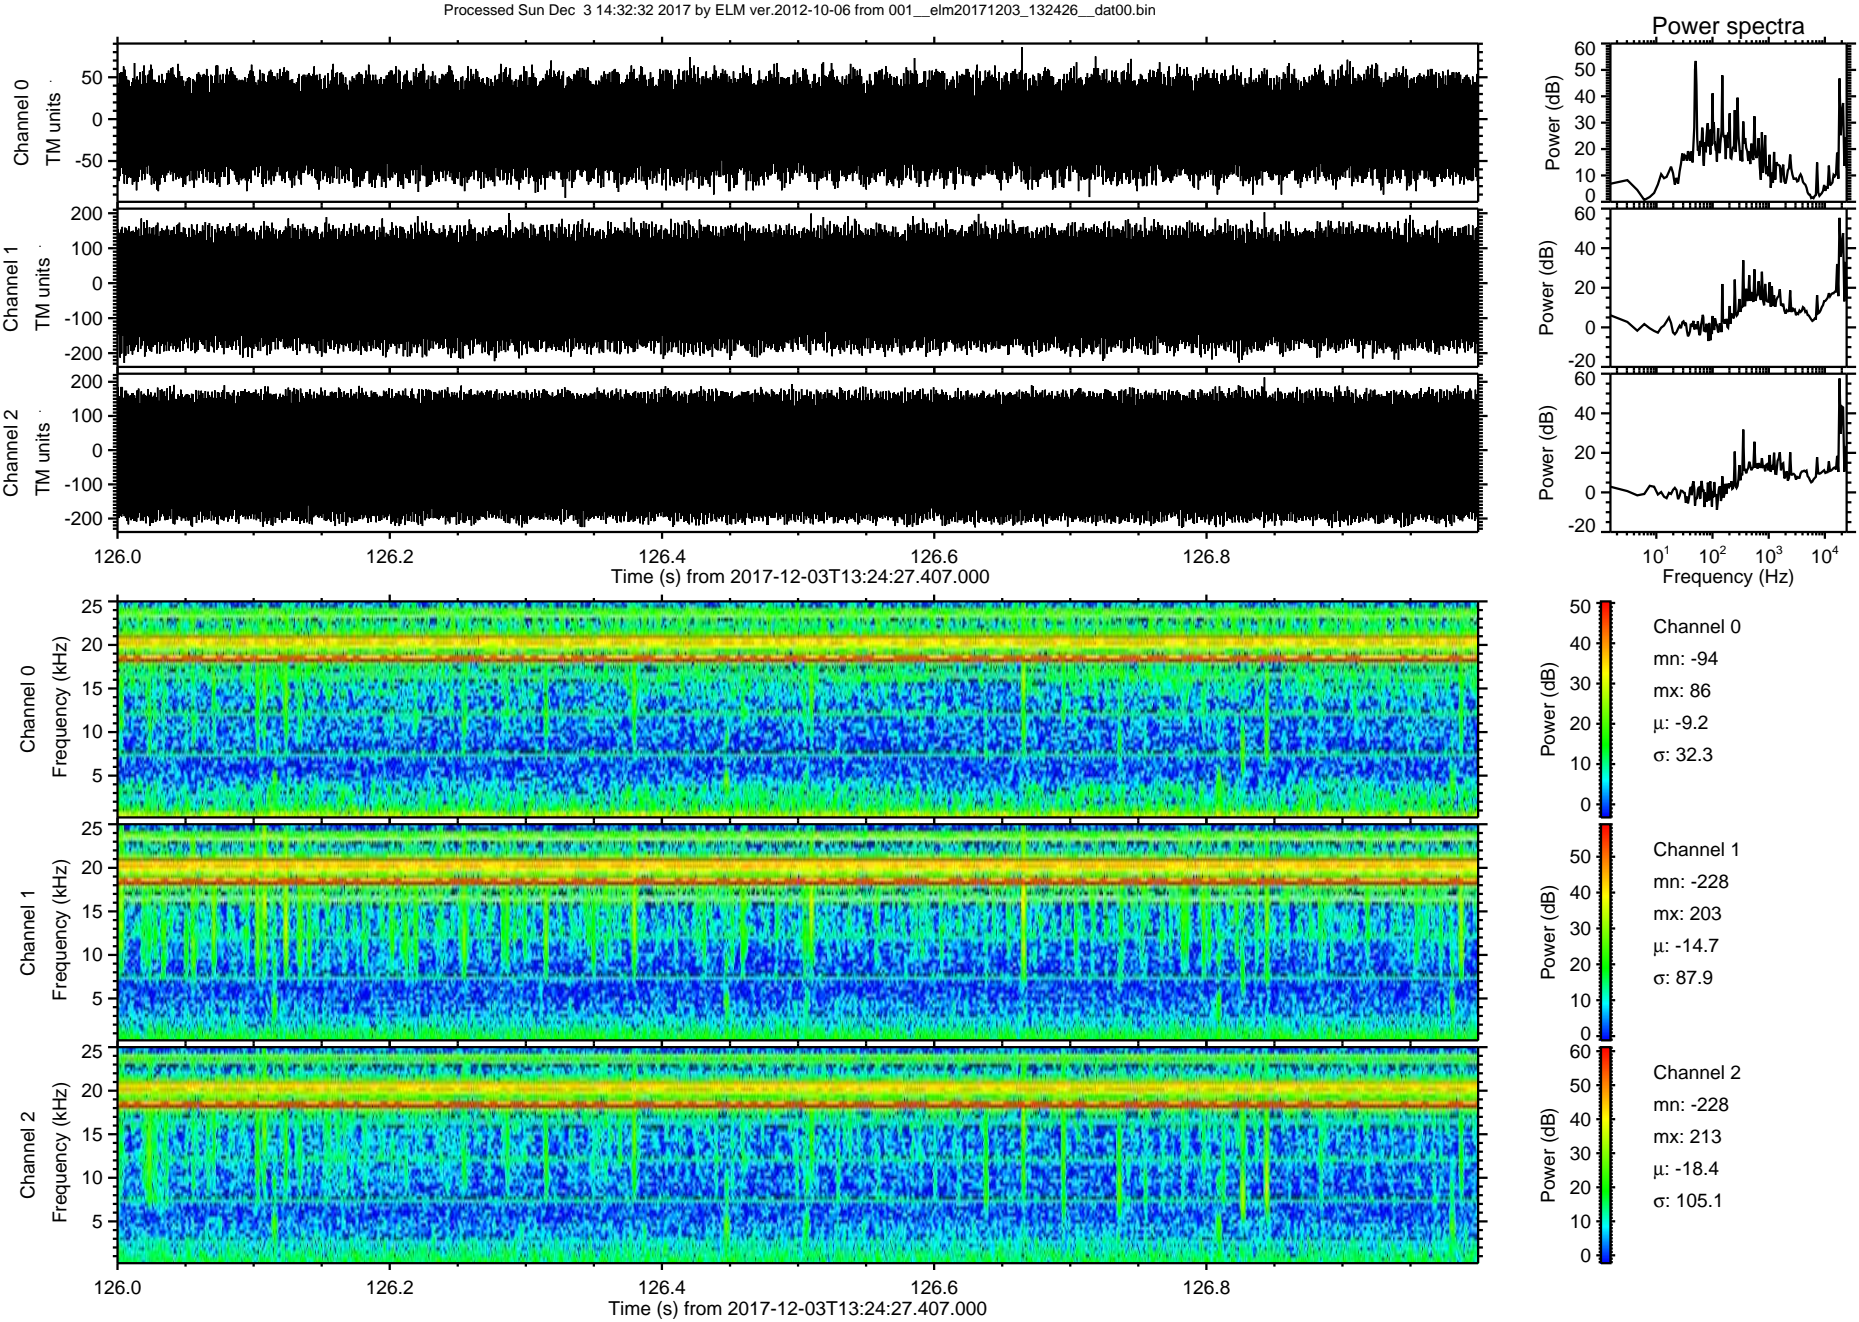 Processed Sun Dec  3 14:32:32 2017 by ELM ver.2012-10-06 from 001__elm20171203_132426__dat00.bin
Power spectra
Channel 0
TM units
50
0
-50
Power (dB)
60
50
40
30
20
10
0
Channel 1
TM units
200
100
0
-100
-200
Power (dB)
60
40
20
0
-20
Channel 2
TM units
200
100
0
-100
-200
Power (dB)
60
40
20
0
-20
126.0 126.2 126.4 126.6 126.8
Time (s) from 2017-12-03T13:24:27.407.000
10^1 10^2 10^3 10^4
Frequency (Hz)
Channel 0
Frequency (kHz)
25
20
15
10
5
Power (dB)
50
40
30
20
10
0
Channel 0
mn: -94
mx: 86
μ: -9.2
σ: 32.3
Channel 1
Frequency (kHz)
25
20
15
10
5
Power (dB)
50
40
30
20
10
0
Channel 1
mn: -228
mx: 203
μ: -14.7
σ: 87.9
Channel 2
Frequency (kHz)
25
20
15
10
5
Power (dB)
60
50
40
30
20
10
0
Channel 2
mn: -228
mx: 213
μ: -18.4
σ: 105.1
126.0 126.2 126.4 126.6 126.8
Time (s) from 2017-12-03T13:24:27.407.000